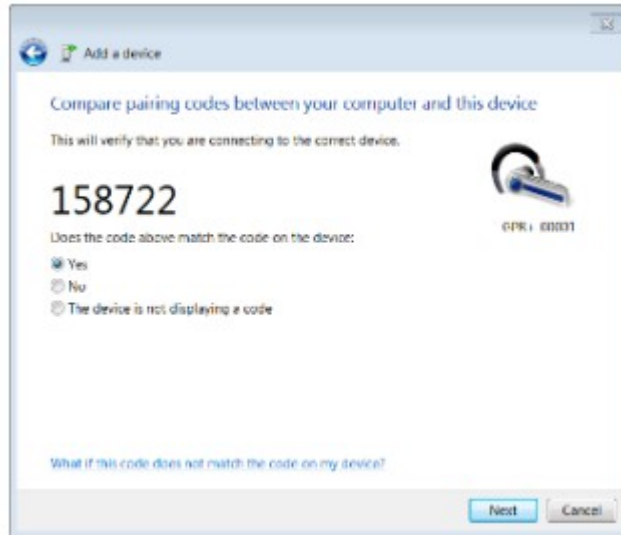 Add a device
Compare pairing codes between your computer and this device
This will verify that you are connecting to the correct device.
158722
Does the code above match the code on the device:
Yes
No
The device is not displaying a code
What if this code does not match the code on my device?
Next
Cancel